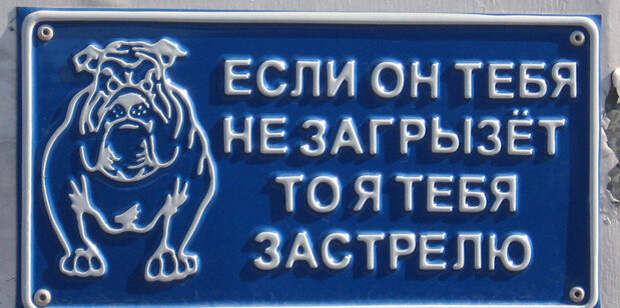 ЕСЛИ ОН ТЕБЯ
НЕ ЗАГРЫЗЁТ
ТО Я ТЕБЯ
ЗАСТРЕЛЮ